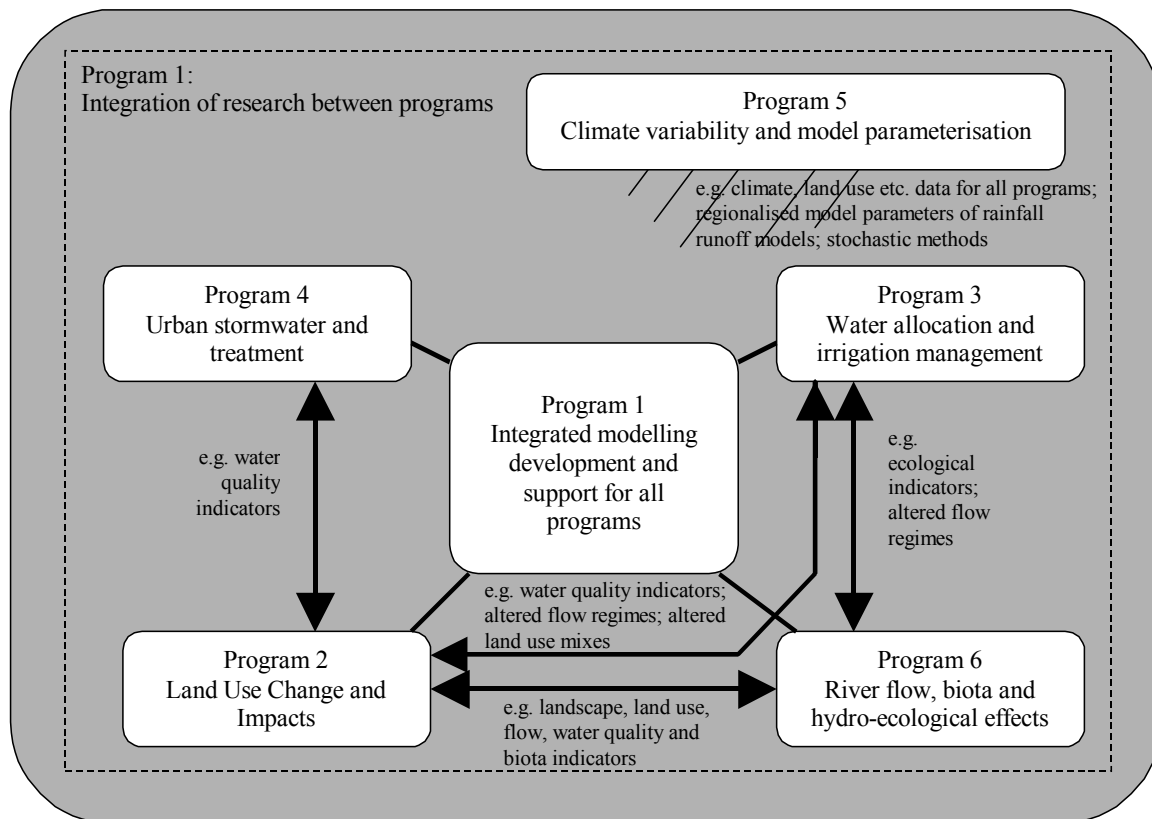 Program 1:
Integration of research between programs
Program 5
Climate variability and model parameterisation
e.g. climate, land use etc. data for all programs;
regionalised model parameters of rainfall
runoff models; stochastic methods
Program 4
Urban stormwater and
treatment
Program 3
Water allocation and
irrigation management
Program 1
Integrated modelling
development and
support for all
programs
e.g. water
quality
indicators
e.g.
ecological
indicators;
altered flow
regimes
e.g. water quality indicators;
altered flow regimes; altered
land use mixes
Program 2
Land Use Change and
Impacts
Program 6
River flow, biota and
hydro-ecological effects
e.g. landscape, land use,
flow, water quality and
biota indicators